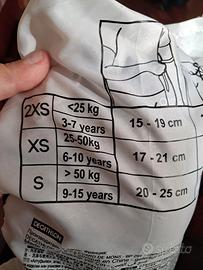 2XS
<25 kg
3-7 years
15 - 19 cm
XS
25-50kg
6-10 years
17 - 21 cm
S
> 50 kg
9-15 years
20 - 25 cm
DECATHLON